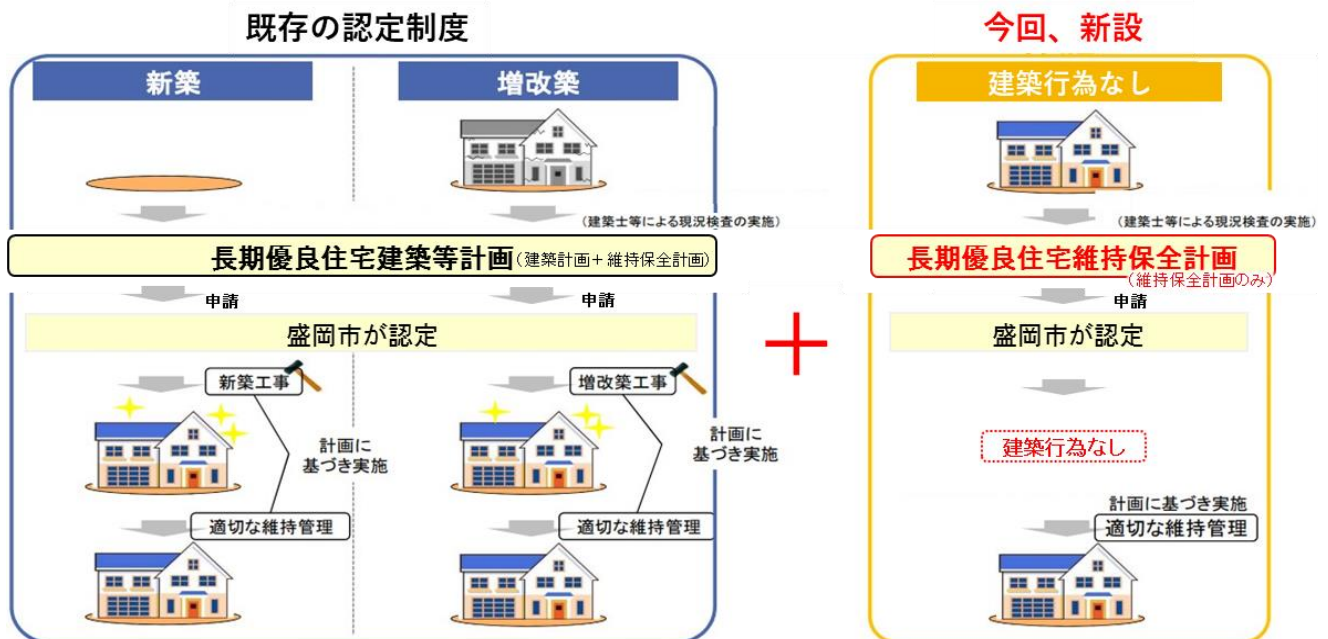 既存の認定制度
今回、新設
新築
増改築
建築行為なし
(建築士等による現況検査の実施)
(建築士等による現況検査の実施)
長期優良住宅建築等計画(建築計画+維持保全計画)
長期優良住宅維持保全計画
(維持保全計画のみ)
申請
申請
申請
盛岡市が認定
盛岡市が認定
新築工事
増改築工事
計画に
基づき実施
計画に
基づき実施
建築行為なし
適切な維持管理
適切な維持管理
計画に基づき実施
適切な維持管理